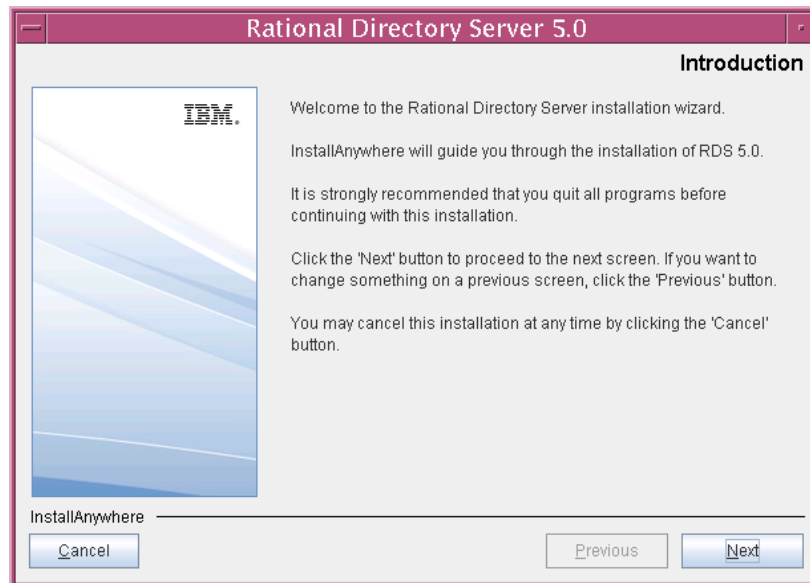 Rational Directory Server 5.0
Introduction
IBM.
Welcome to the Rational Directory Server installation wizard.
InstallAnywhere will guide you through the installation of RDS 5.0.
It is strongly recommended that you quit all programs before
continuing with this installation.
Click the 'Next' button to proceed to the next screen. If you want to
change something on a previous screen, click the 'Previous' button.
You may cancel this installation at any time by clicking the 'Cancel'
button.
InstallAnywhere
Cancel
Previous
Next